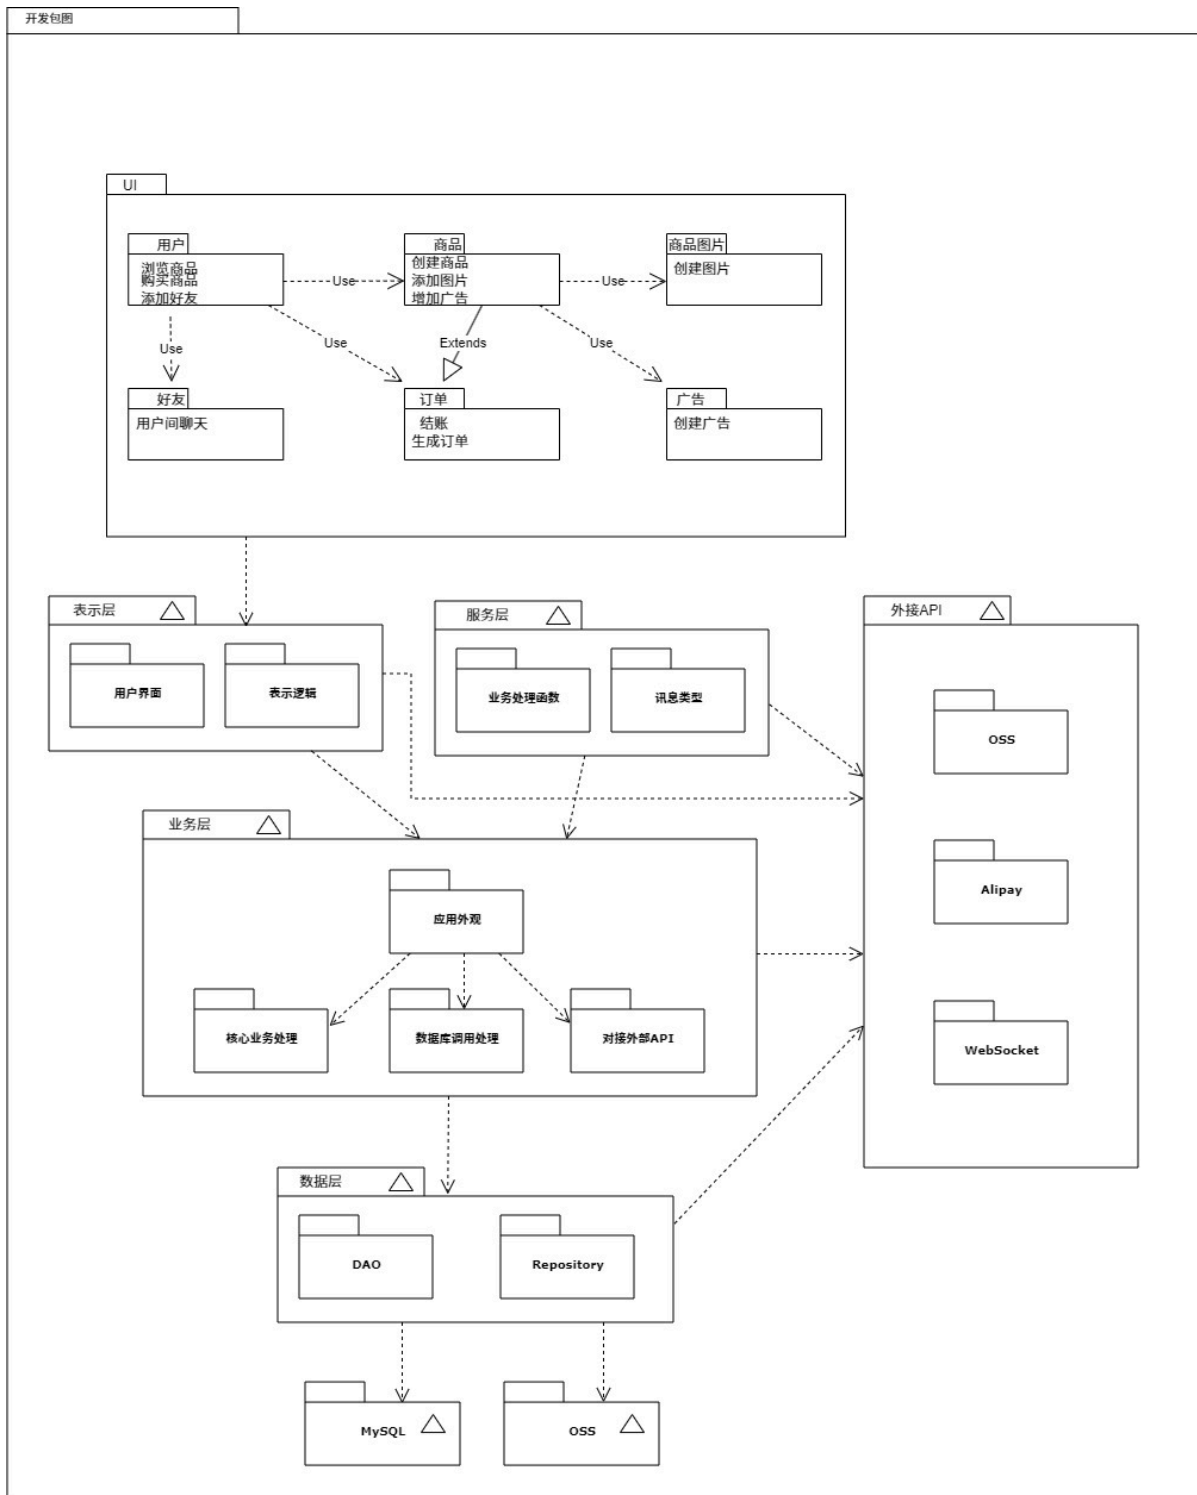 开发包图
UI
用户
商品
商品图片
浏览商品
购买商品
添加好友
创建商品
添加图片
增加广告
创建图片
Use
Use
Use
Use
Extends
Use
好友
订单
广告
用户间聊天
结账
生成订单
创建广告
表示层
服务层
外接API
用户界面
表示逻辑
业务处理函数
讯息类型
OSS
业务层
应用外观
Alipay
核心业务处理
数据库调用处理
对接外部API
WebSocket
数据层
DAO
Repository
MySQL
OSS